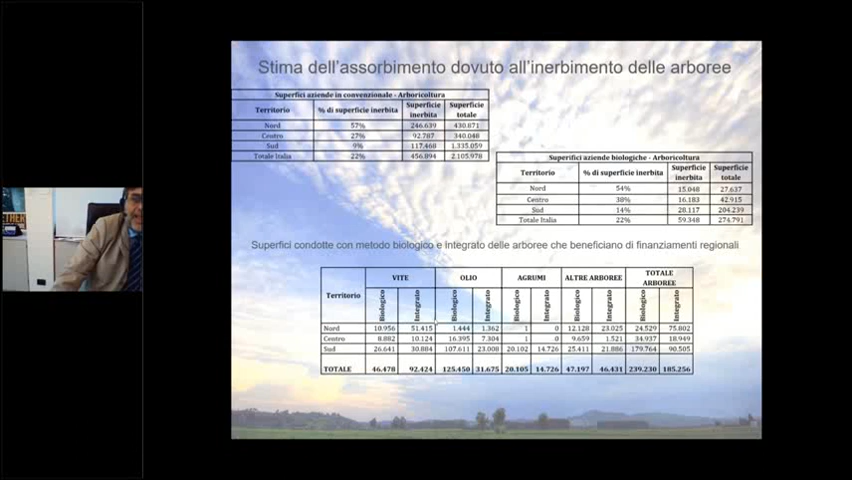 Stima dell'assorbimento dovuto all'inerbimento delle arboree
Superfici aziende in convenzionale - Arboricoltura
Territorio % di superficie inerbita Superficie inerbita Superficie totale
Nord 57% 246.639 430.871
Centro 27% 92.787 340.048
Sud 9% 117.468 1.335.059
Totale Italia 22% 456.894 2.105.978
Superifici aziende biologiche - Arboricoltura
Territorio % di superficie inerbita Superficie inerbita Superficie totale
Nord 54% 15.048 27.637
Centro 38% 16.183 42.915
Sud 14% 28.117 204.239
Totale Italia 22% 59.348 274.791
Superfici condotte con metodo biologico e integrato delle arboree che beneficiano di finanziamenti regionali
Territorio VITE OLIO AGRUMI ALTRE ARBOREE TOTALE ARBOREE
Biologico Integrato Biologico Integrato Biologico Integrato Biologico Integrato Biologico Integrato
Nord 10.956 51.415 1.444 1.362 1 0 12.128 23.025 24.529 75.802
Centro 8.882 10.124 16.395 7.304 1 0 9.659 1.521 34.937 18.949
Sud 26.641 30.884 107.611 23.008 20.102 14.726 25.411 21.886 179.764 90.505
TOTALE 46.478 92.424 125.450 31.675 20.105 14.726 47.197 46.431 239.230 185.256